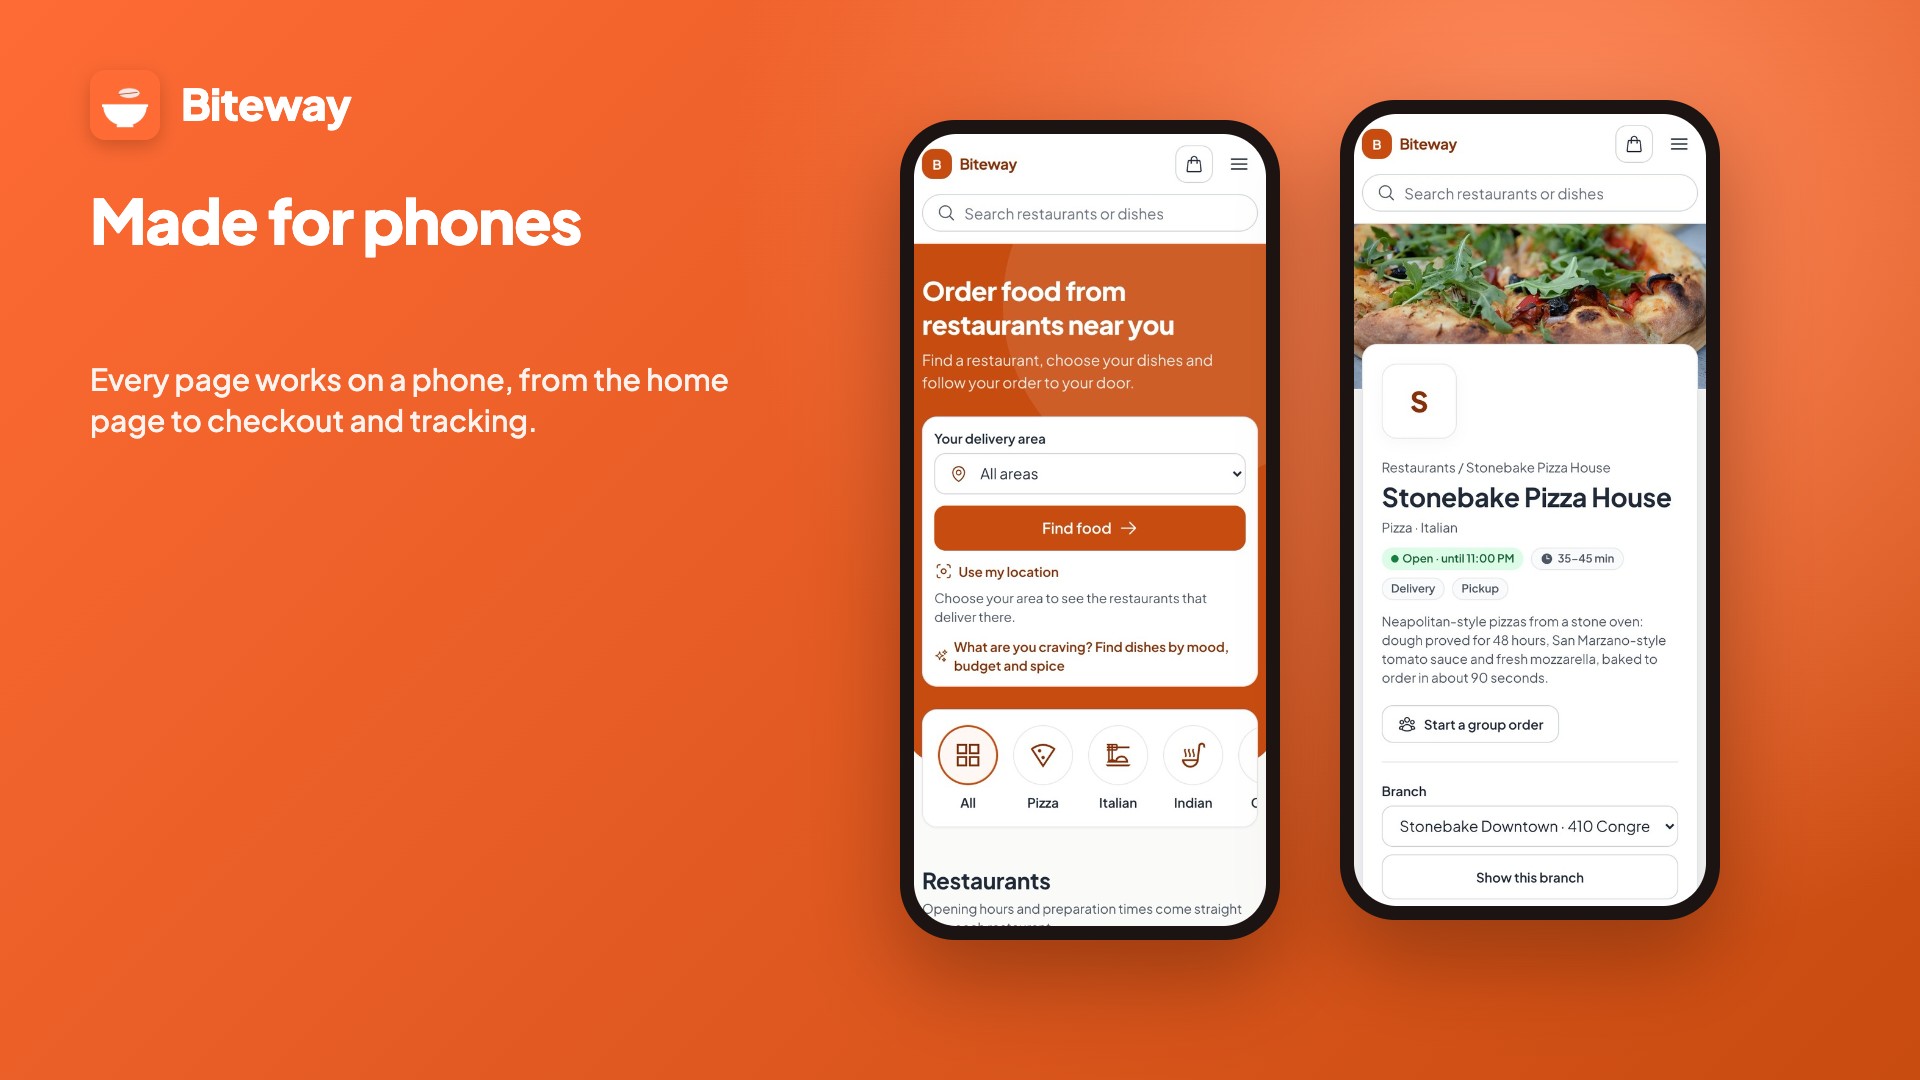 Biteway
Made for phones
Every page works on a phone, from the home
page to checkout and tracking.
B Biteway
Search restaurants or dishes
Order food from
restaurants near you
Find a restaurant, choose your dishes and
follow your order to your door.
Your delivery area
All areas
Find food
Use my location
Choose your area to see the restaurants that
deliver there.
What are you craving? Find dishes by mood,
budget and spice
All Pizza Italian Indian
Restaurants
Opening hours and preparation times come straight
B Biteway
Search restaurants or dishes
S
Restaurants / Stonebake Pizza House
Stonebake Pizza House
Pizza · Italian
Open · until 11:00 PM 35–45 min
Delivery Pickup
Neapolitan-style pizzas from a stone oven:
dough proved for 48 hours, San Marzano-style
tomato sauce and fresh mozzarella, baked to
order in about 90 seconds.
Start a group order
Branch
Stonebake Downtown · 410 Congre
Show this branch